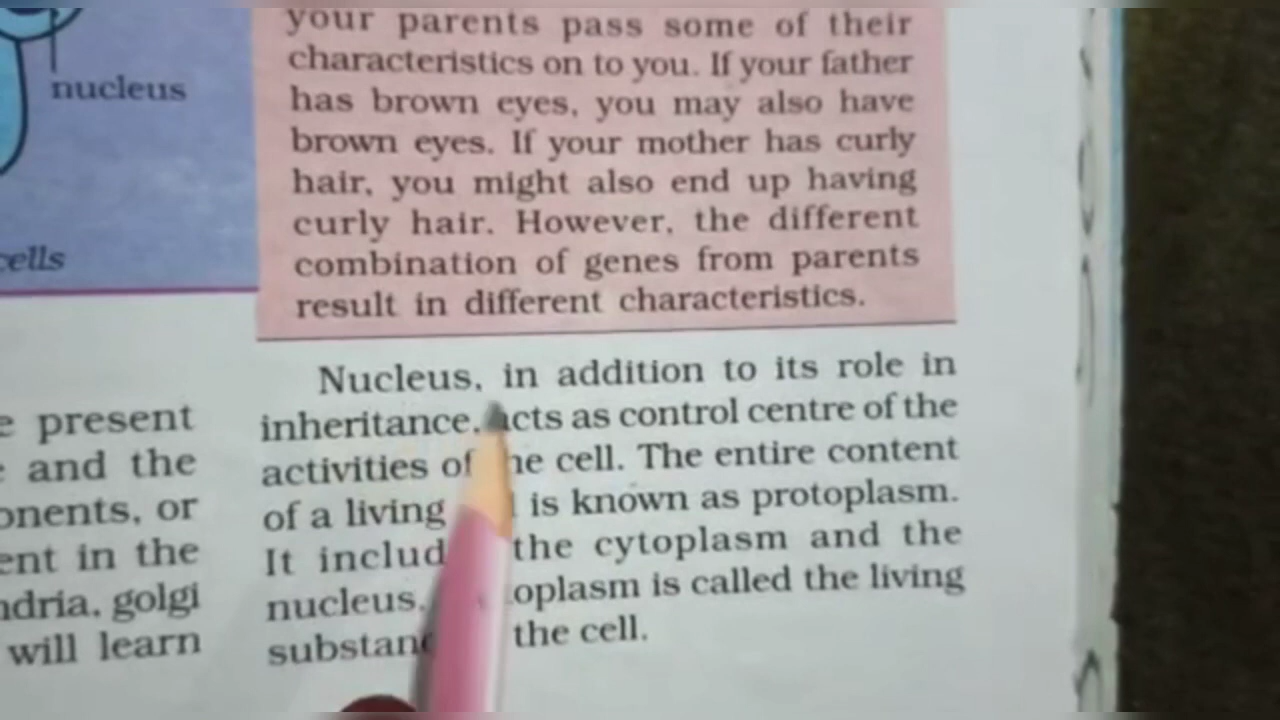 nucleus
cells
your parents pass some of their
characteristics on to you. If your father
has brown eyes, you may also have
brown eyes. If your mother has curly
hair, you might also end up having
curly hair. However, the different
combination of genes from parents
result in different characteristics.
e present
e and the
onents, or
ent in the
ndria, golgi
will learn
Nucleus, in addition to its role in
inheritance, acts as control centre of the
activities of he cell. The entire content
of a living is known as protoplasm.
It includ the cytoplasm and the
nucleus. oplasm is called the living
substan the cell.